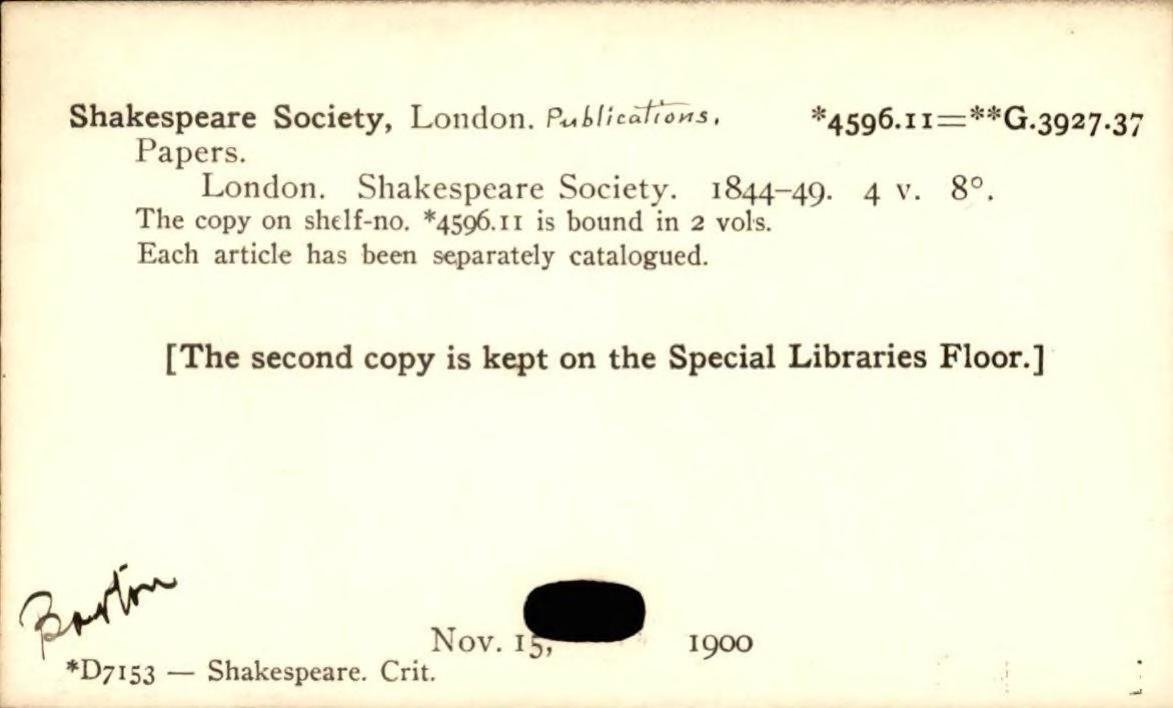 Shakespeare Society, London. Publications. *4596.11=**G.3927.37
Papers.
London. Shakespeare Society. 1844-49. 4 v. 8°.
The copy on shelf-no. *4596.11 is bound in 2 vols.
Each article has been separately catalogued.
[The second copy is kept on the Special Libraries Floor.]
Barton
Nov. 15, 1900
*D7153 — Shakespeare. Crit.